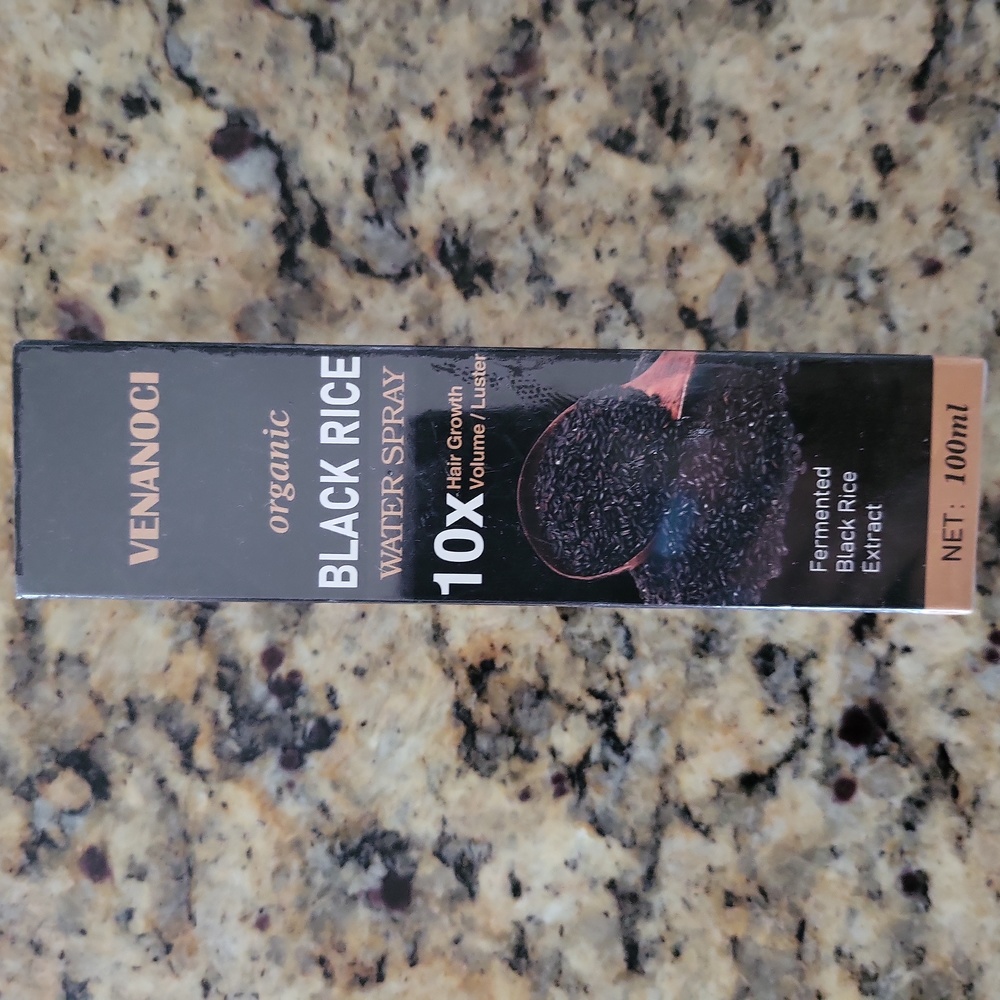 VENANOCI
organic
BLACK RICE
WATER SPRAY
10x
Hair Growth
Volume / Luster
Fermented
Black Rice
Extract
NET: 100ml